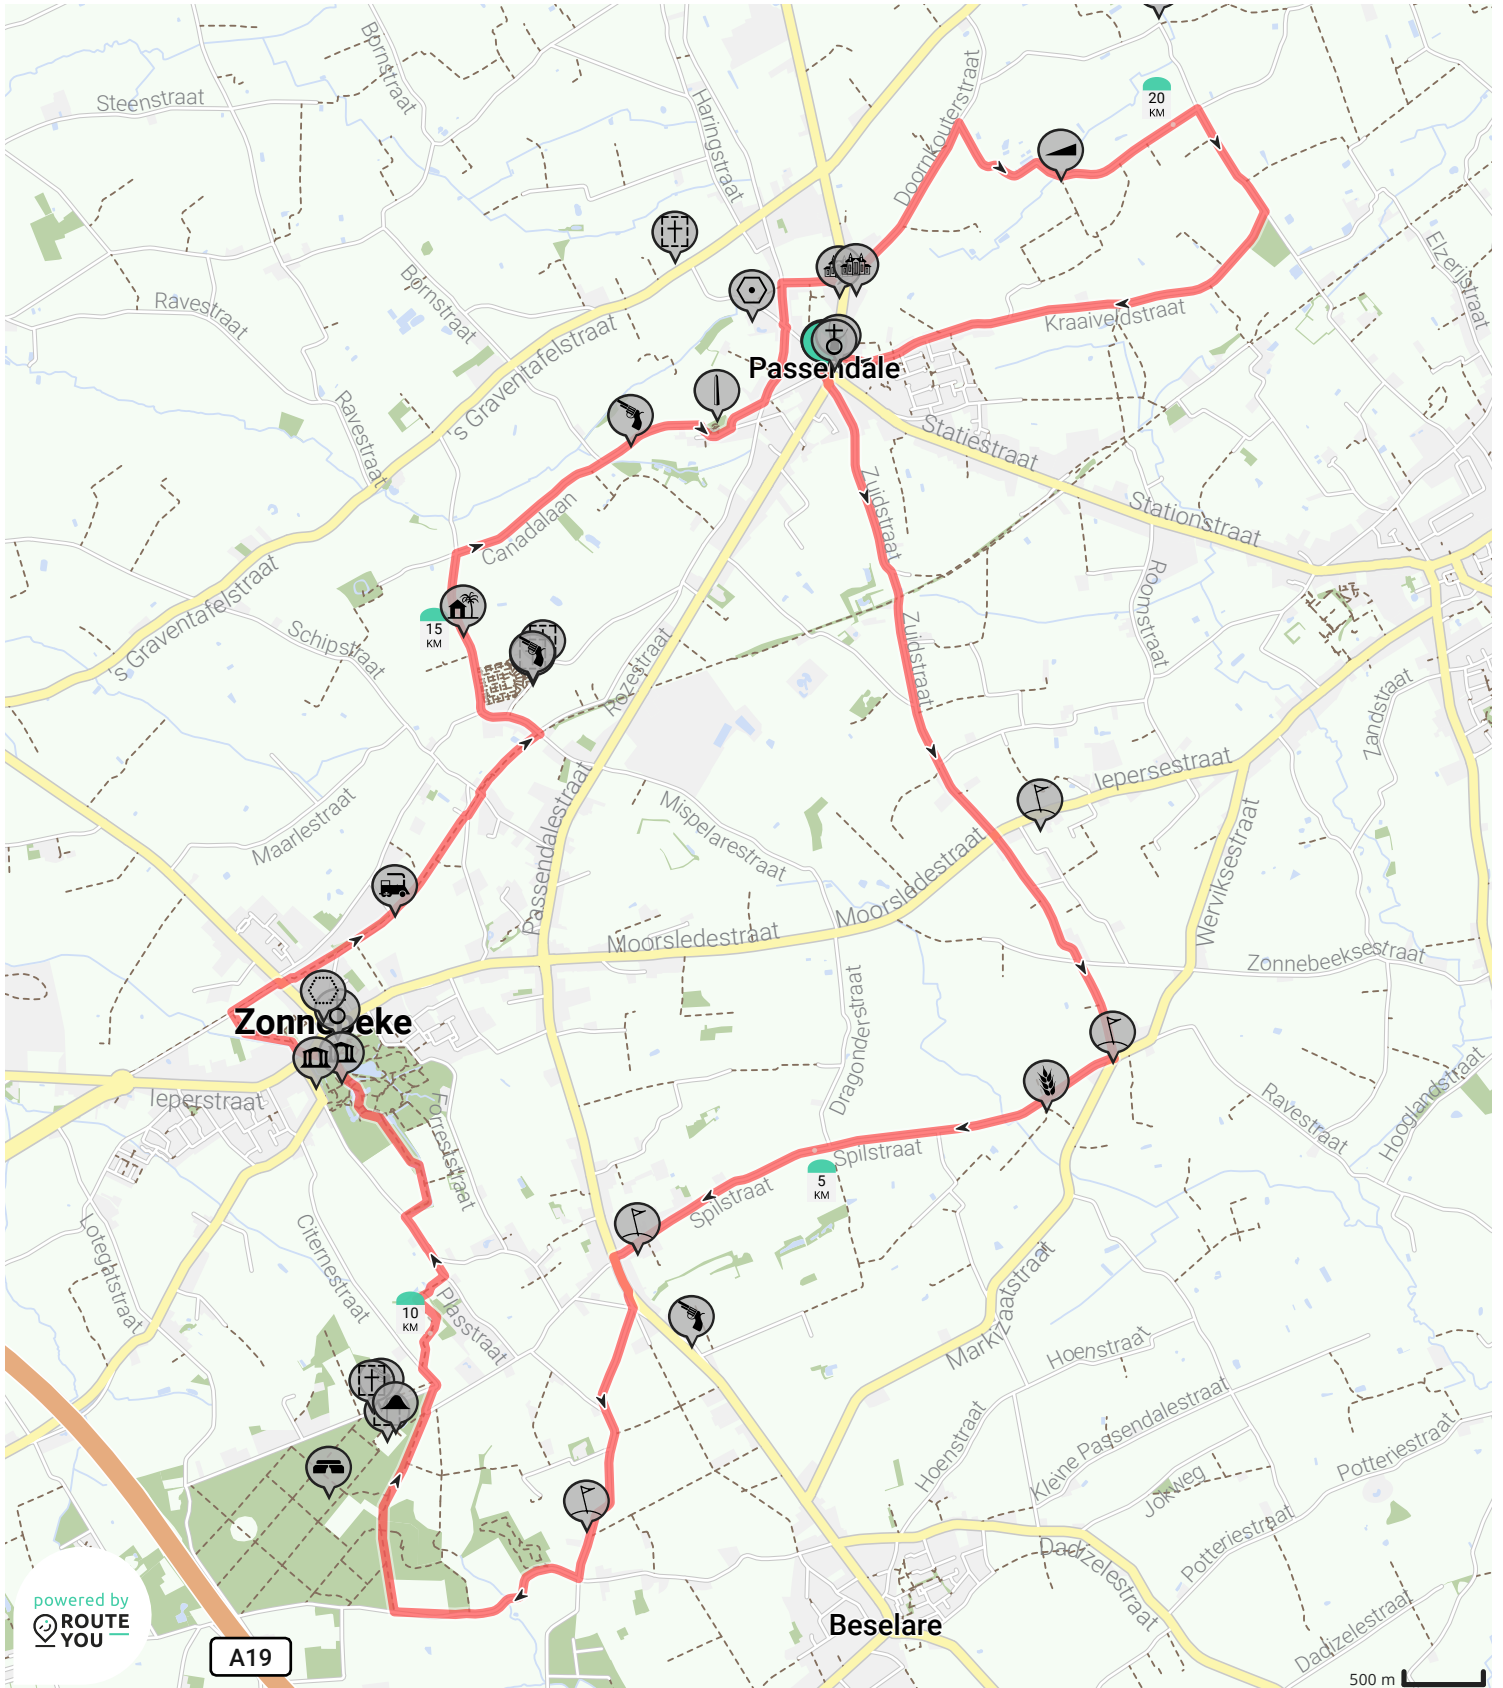 Bornstraat
Steenstraat
Haringstraat
Doornkouterstraat
20
KM
Elzerijstraat
Bornstraat
Ravestraat
's Graventafelstraat
Kraaiveldstraat
Passendale
Ravestraat
Statiestraat
Zuidstraat
Stationstraat
Canadalaan
's Graventafelstraat
Roomstraat
15
KM
Schipstraat
Rozestraat
Zuidstraat
Zandstraat
Iepersestraat
Maarlestraat
Passendalestraat
Mispelarestraat
Moorsledestraat
Werviksestraat
Moorsledestraat
Zonnebeeksestraat
Zonnebeke
Dragonderstraat
Ieperstraat
Forrestraat
Ravestraat
Hooglandstraat
Spilstraat
5
KM
Spilstraat
Lotegatstraat
Citernestraat
Plasstraat
10
KM
Markizaatstraat
Hoenstraat
Hoenstraat
Kleine Passendalestraat
Jokweg
Potteriestraat
Potteriestraat
Dadizelestraat
Beselare
Dadizelestraat
powered by
ROUTE
YOU
A19
500 m